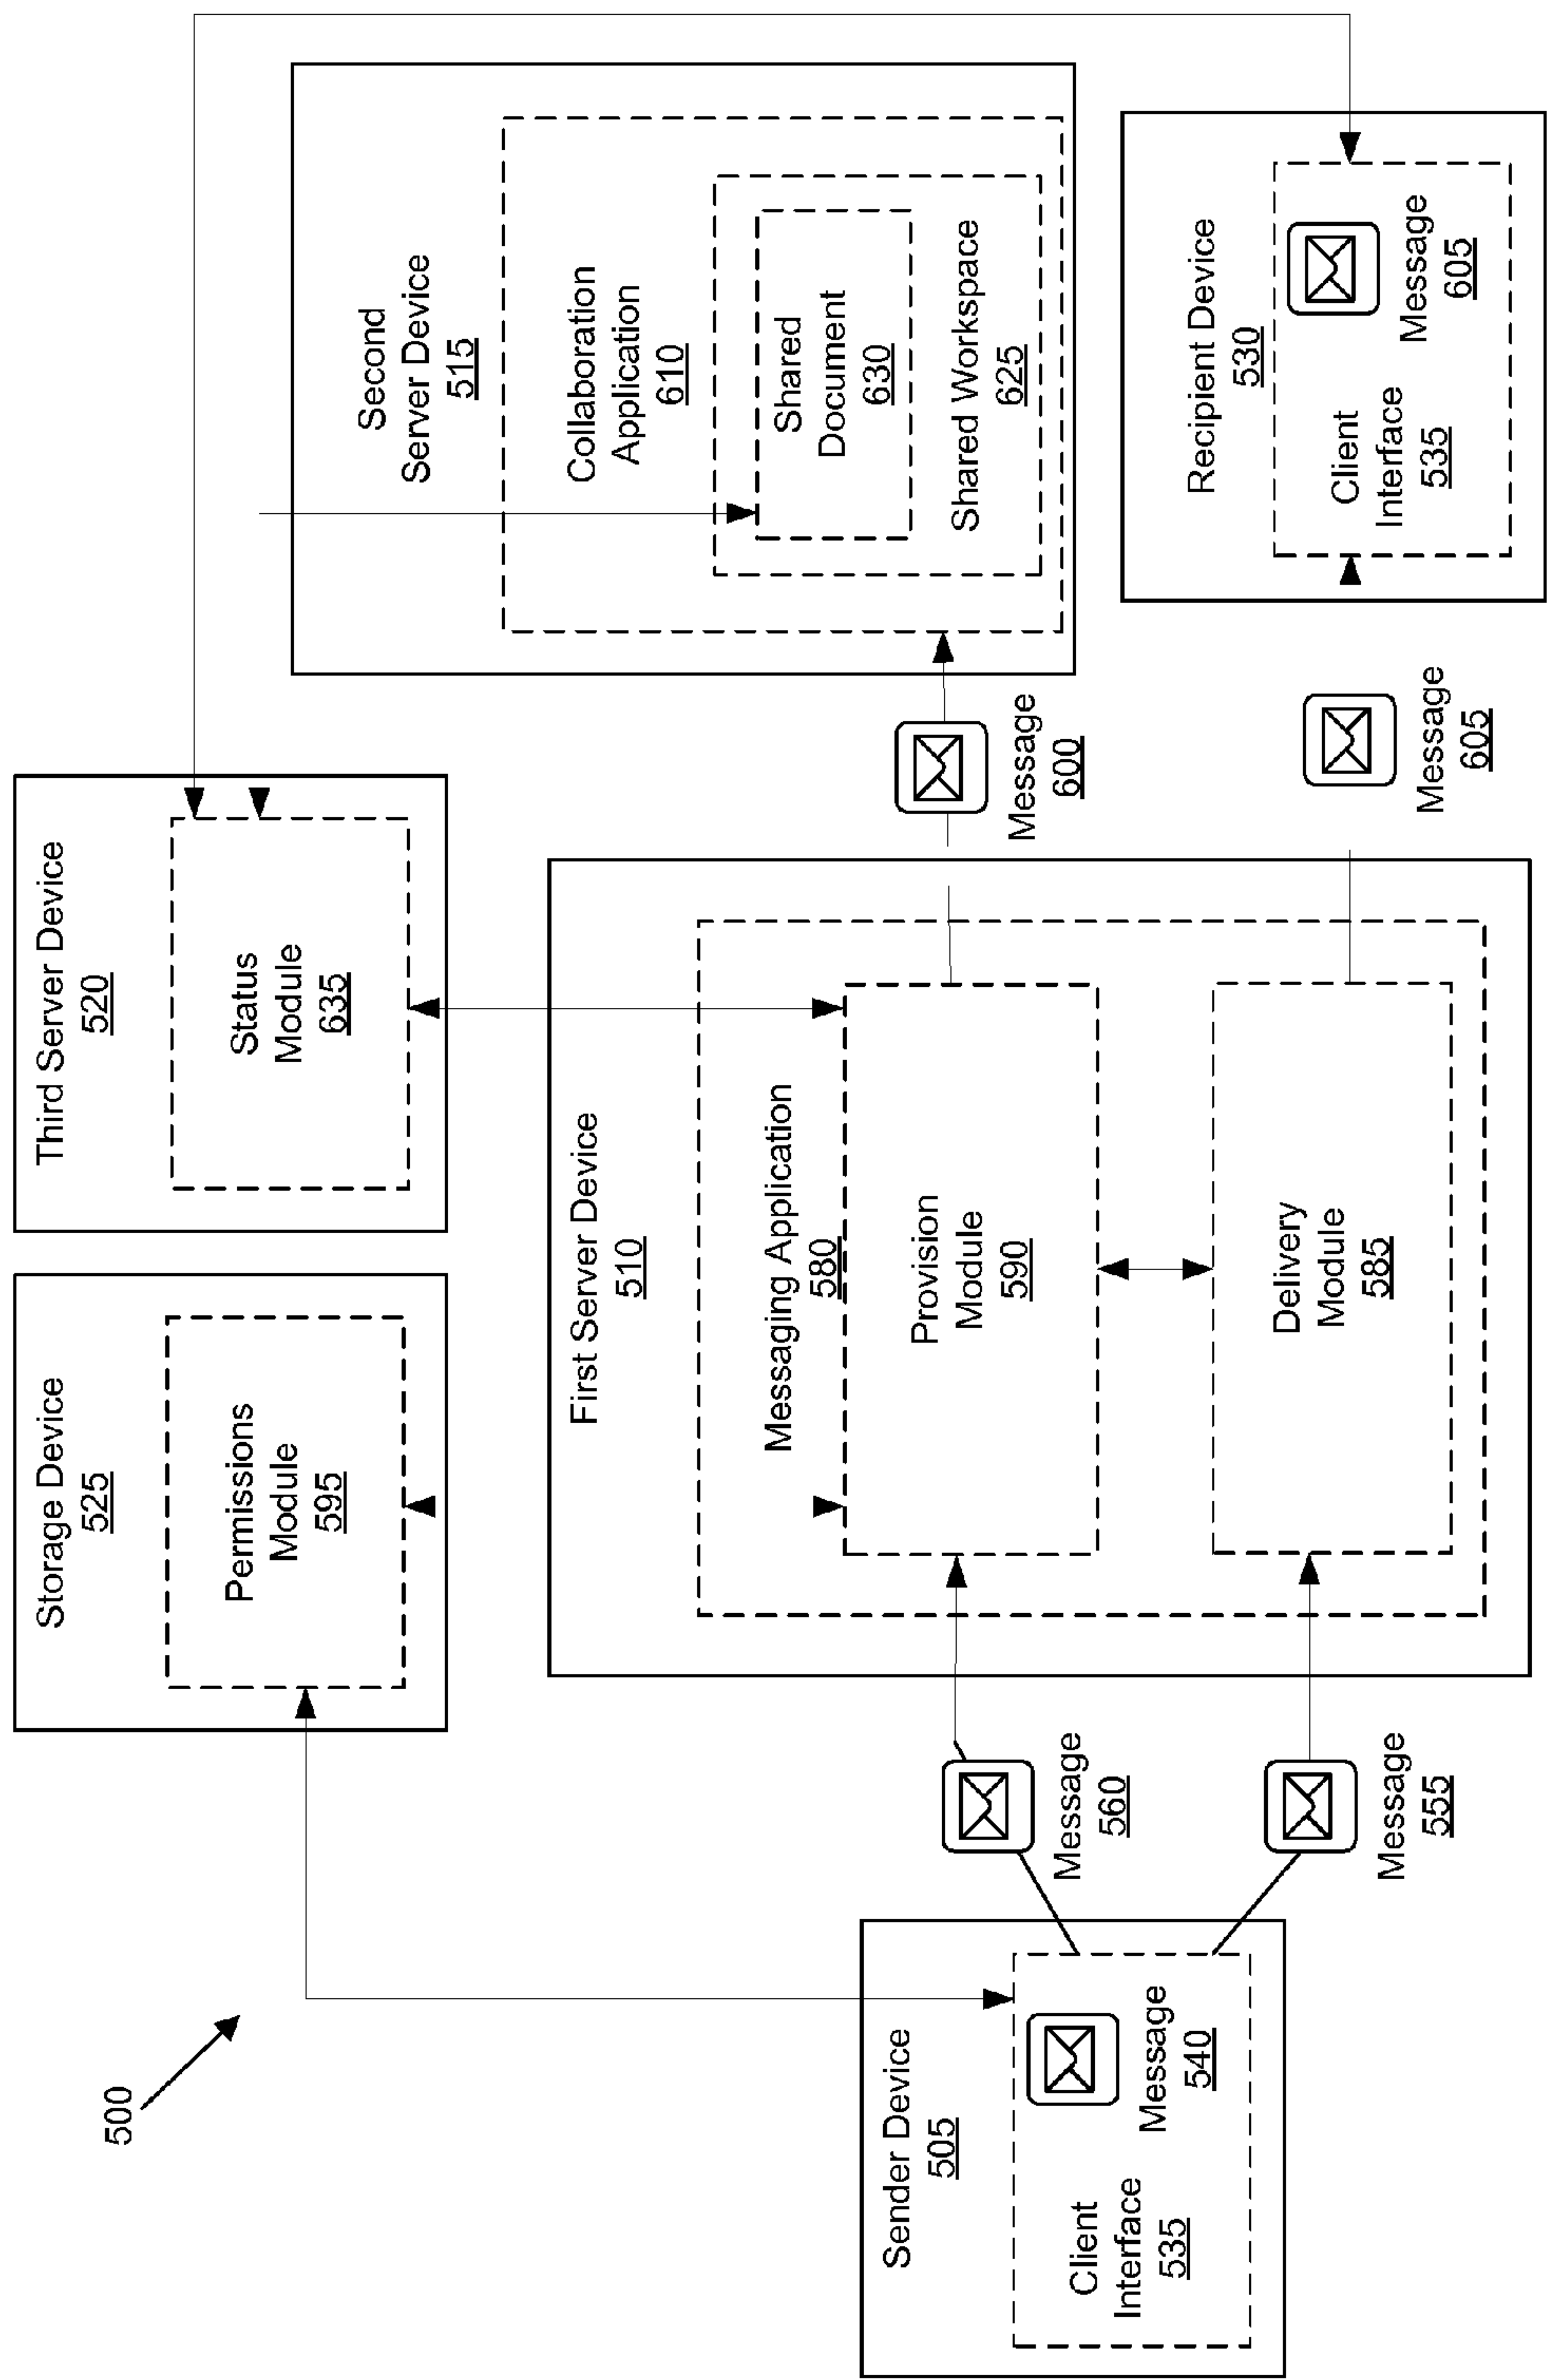 500
Storage Device
525
Permissions
Module
595
Third Server Device
520
Status
Module
635
Second
Server Device
515
Collaboration
Application
610
Shared
Document
630
Shared Workspace
625
Sender Device
505
Client
Interface
535
Message
540
Message
560
Message
555
First Server Device
510
Messaging Application
580
Provision
Module
590
Delivery
Module
585
Message
600
Message
605
Recipient Device
530
Client
Interface
535
Message
605